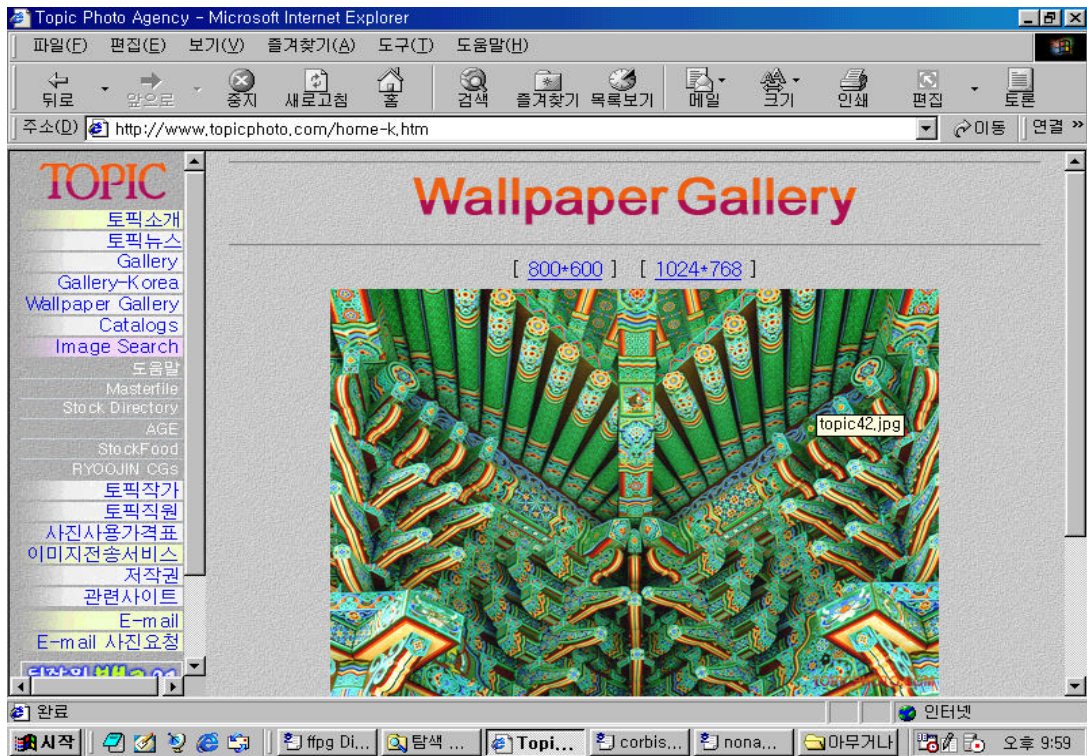 Topic Photo Agency - Microsoft Internet Explorer
파일(F) 편집(E) 보기(V) 즐겨찾기(A) 도구(T) 도움말(H)
뒤로 앞으로 중지 새로고침 홈 검색 즐겨찾기 목록보기 메일 크기 인쇄 편집 토론
주소(D) http://www.topicphoto.com/home-k.htm 이동 연결 »
TOPIC
토픽소개
토픽뉴스
Gallery
Gallery-Korea
Wallpaper Gallery
Catalogs
Image Search
도움말
Masterfile
Stock Directory
AGE
StockFood
RYOOJIN CGs
토픽작가
토픽직원
사진사용가격표
이미지전송서비스
저작권
관련사이트
E-mail
E-mail 사진요청
Wallpaper Gallery
[ 800*600 ] [ 1024*768 ]
topic42.jpg
TOPICPHOTO.COM
완료 인터넷
시작 ffpg Di... 탐색 ... Topi... corbis... nona... 아무거나 오후 9:59